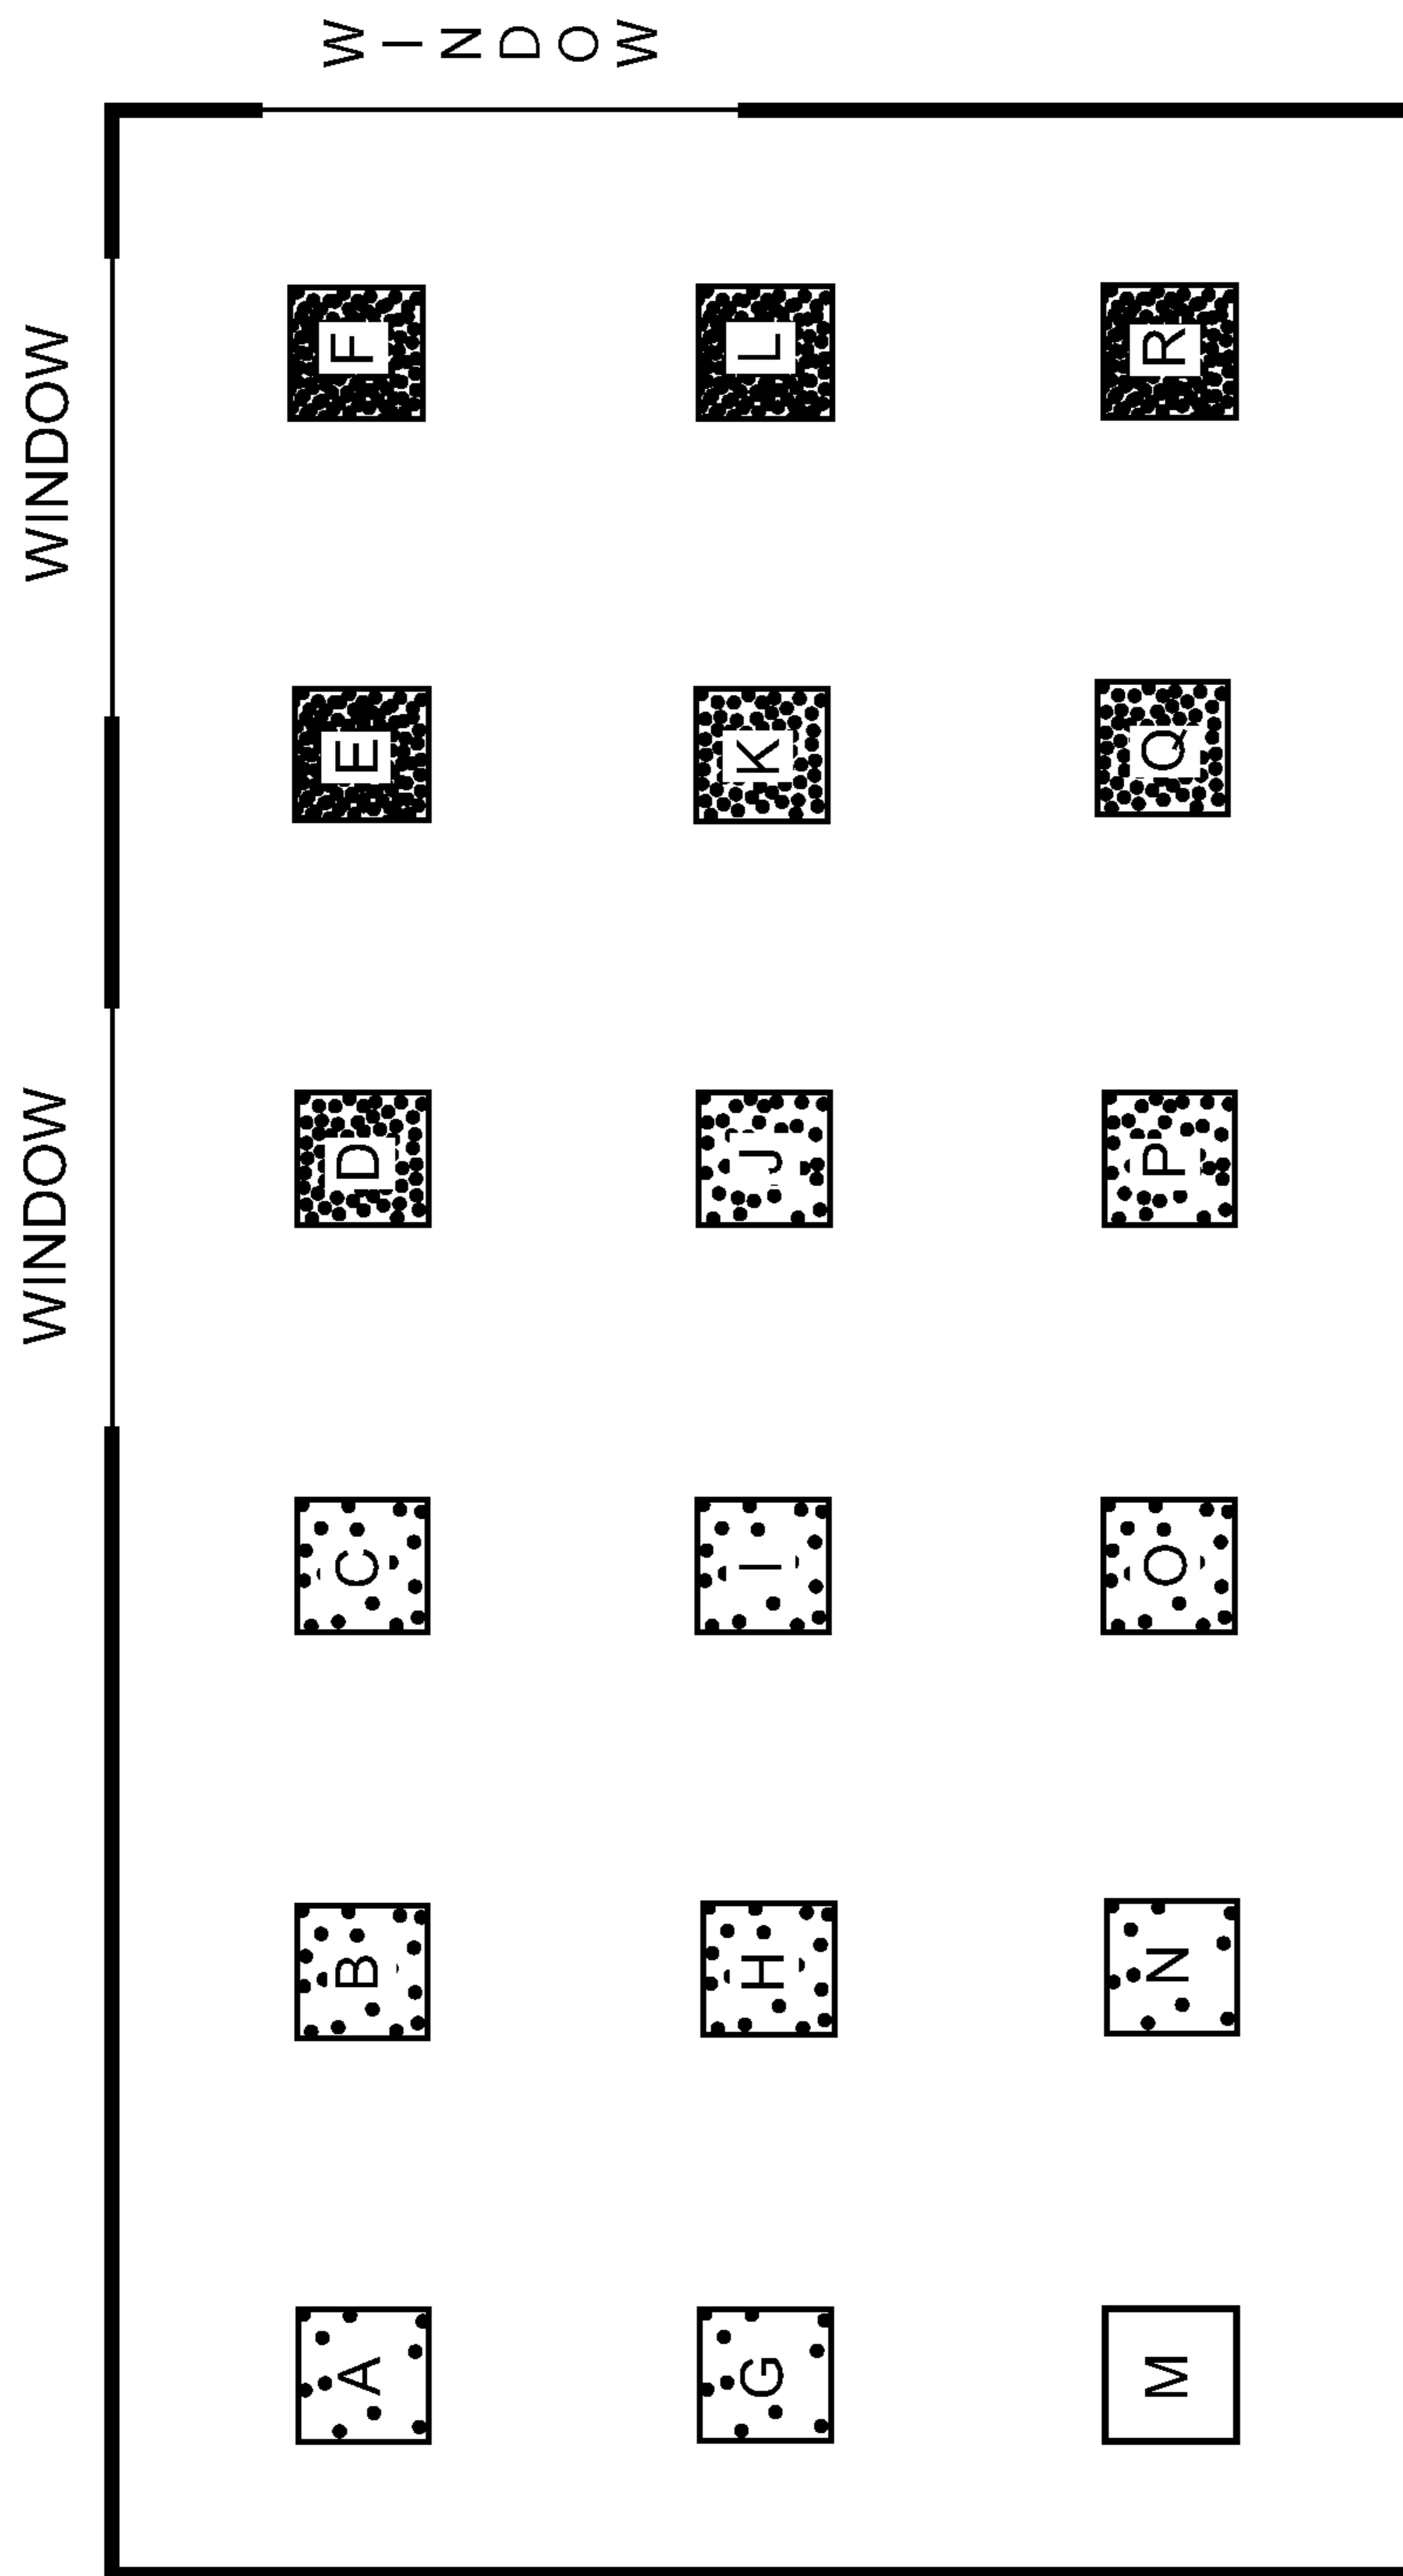 WINDOW WINDOW
A B C D E F
G H I J K L
M N O P Q R
WINDOW